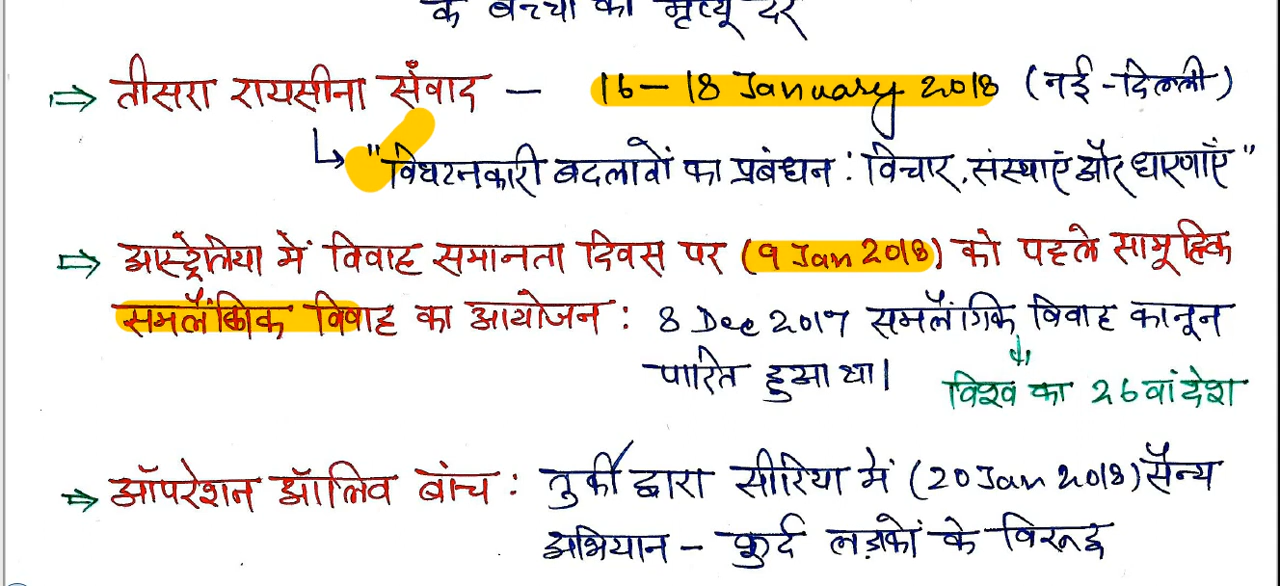 के बच्चों की मृत्यू दर
⇒ तीसरा रायसीना संवाद – 16–18 January 2018 (नई-दिल्ली)
↳ "विघटनकारी बदलावों का प्रबंधन : विचार, संस्थाएं और धारणाएँ"
⇒ आस्ट्रेलिया में विवाह समानता दिवस पर (9 Jan 2018) को पहले सामूहिक
समलैंगिक विवाह का आयोजन : 8 Dec 2017 समलैंगिक विवाह कानून
पारित हुआ था।
विश्व का 26वां देश
⇒ ऑपरेशन ऑलिव बांच : तुर्की द्वारा सीरिया में (20 Jan 2018) सैन्य
अभियान – कुर्द लड़ाकों के विरुद्ध